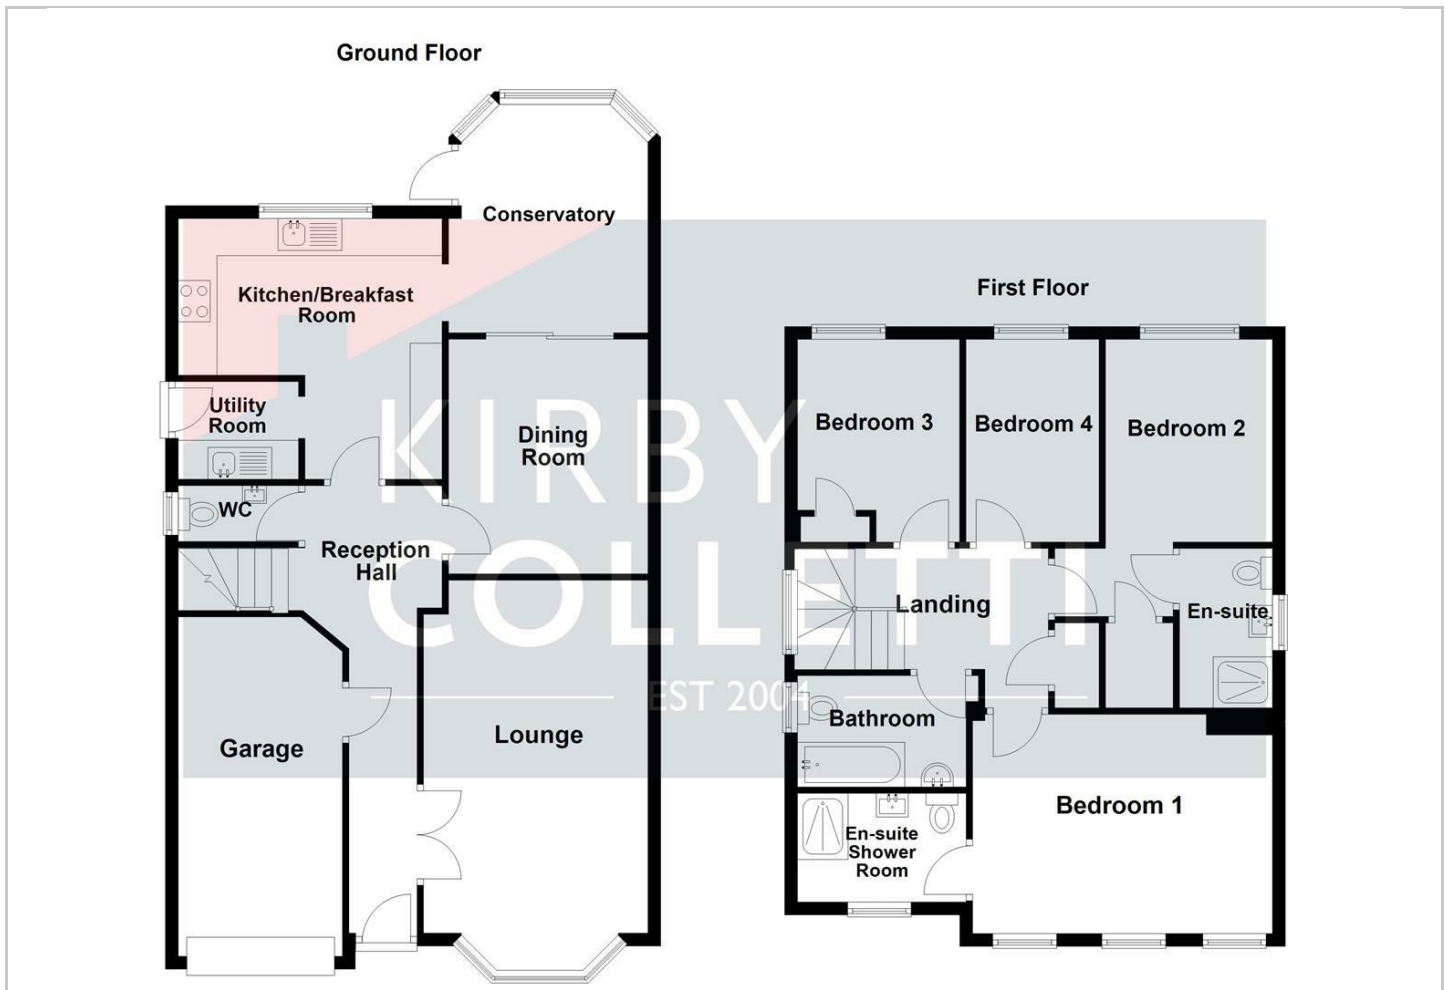 Ground Floor
Conservatory
Kitchen/Breakfast
Room
Utility
Room
Dining
Room
WC
Reception
Hall
Garage
Lounge
First Floor
Bedroom 3
Bedroom 4
Bedroom 2
Landing
En-suite
Bathroom
Bedroom 1
En-suite
Shower
Room
KIRBY
COLLETTI
EST 2004